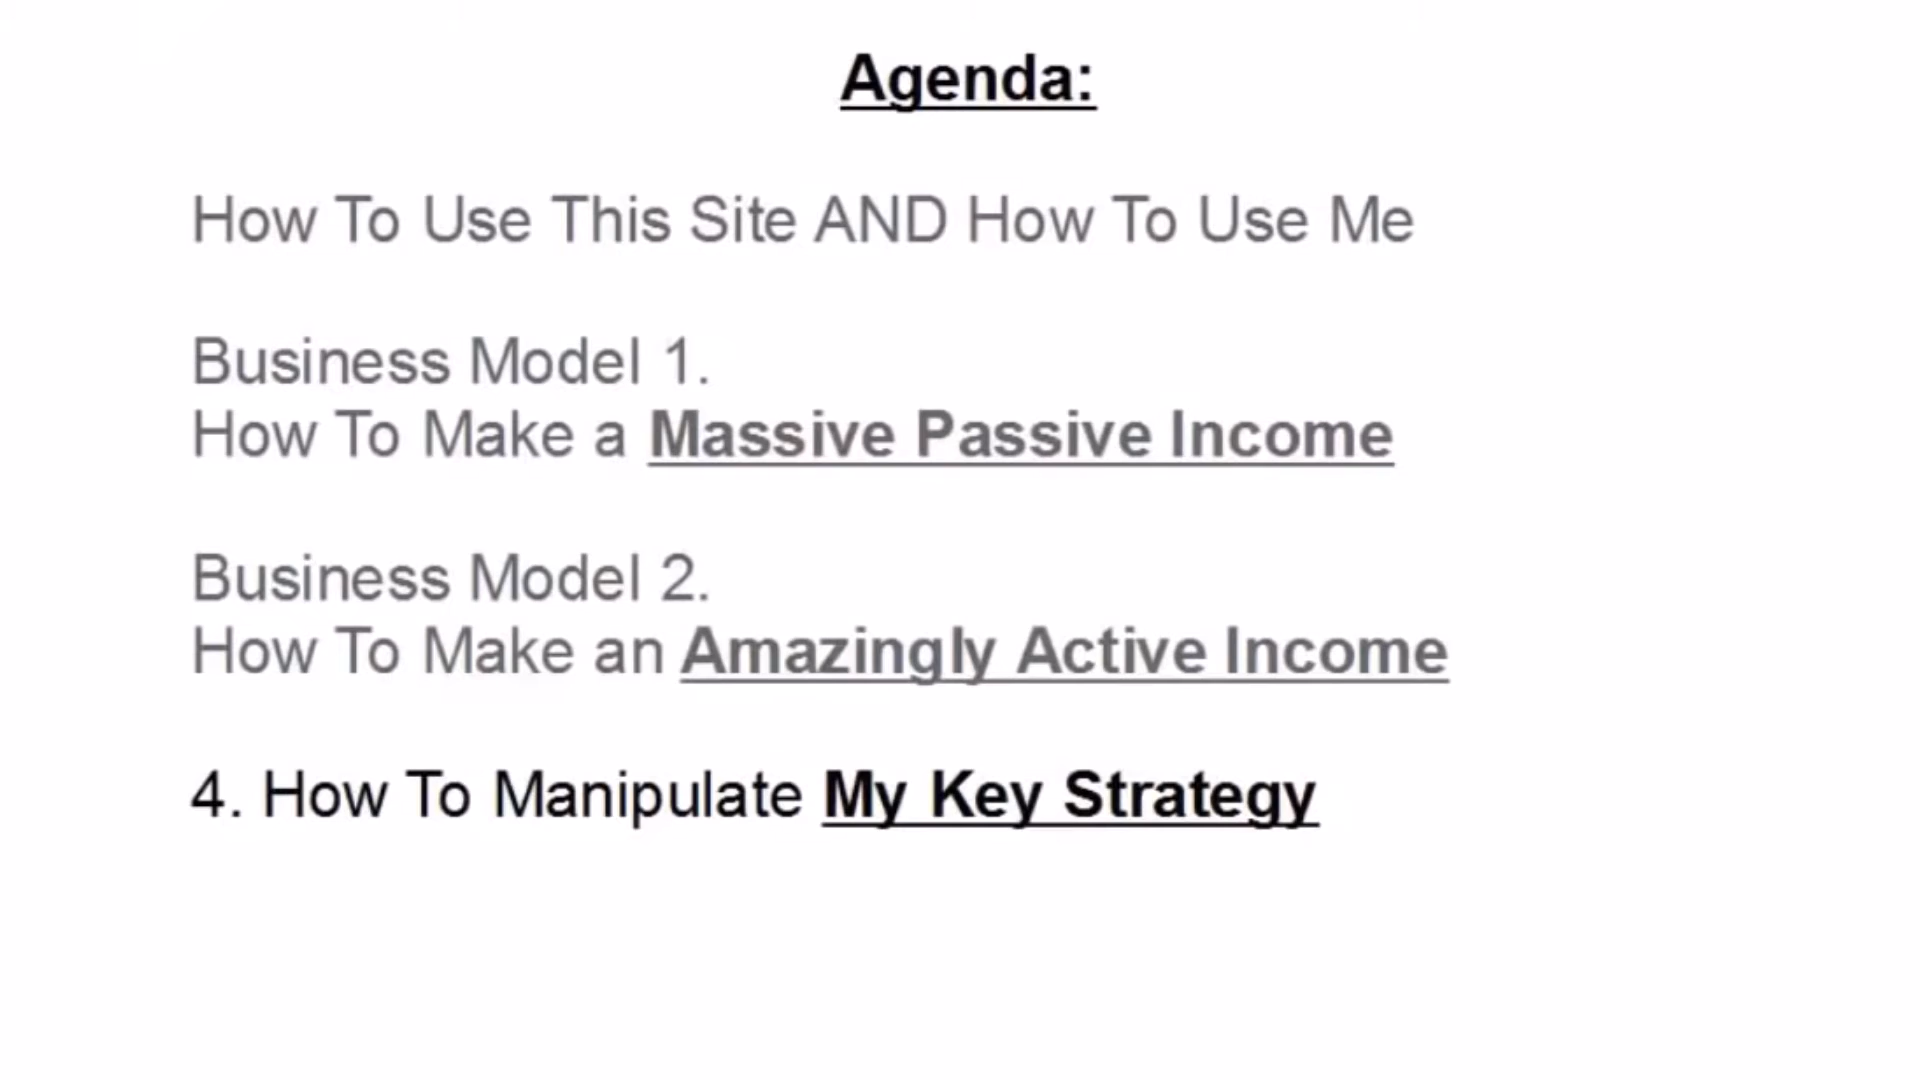 Agenda:
How To Use This Site AND How To Use Me
Business Model 1.
How To Make a Massive Passive Income
Business Model 2.
How To Make an Amazingly Active Income
4. How To Manipulate My Key Strategy